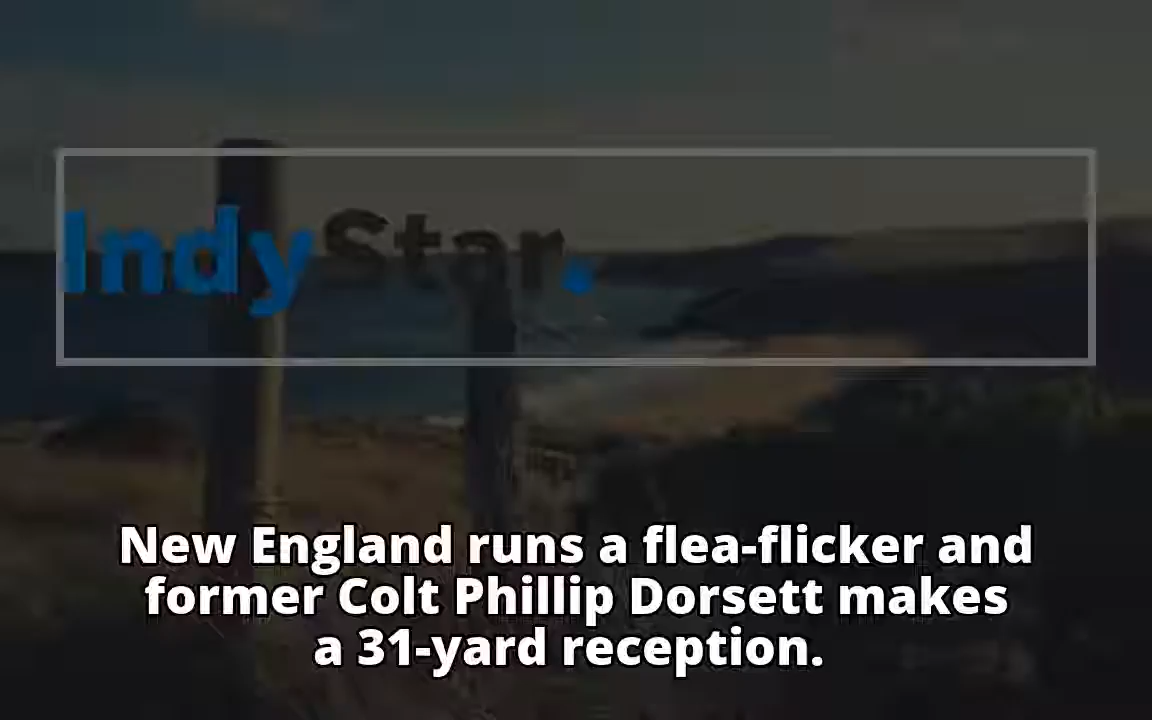 IndyStar.
New England runs a flea-flicker and
former Colt Phillip Dorsett makes
a 31-yard reception.